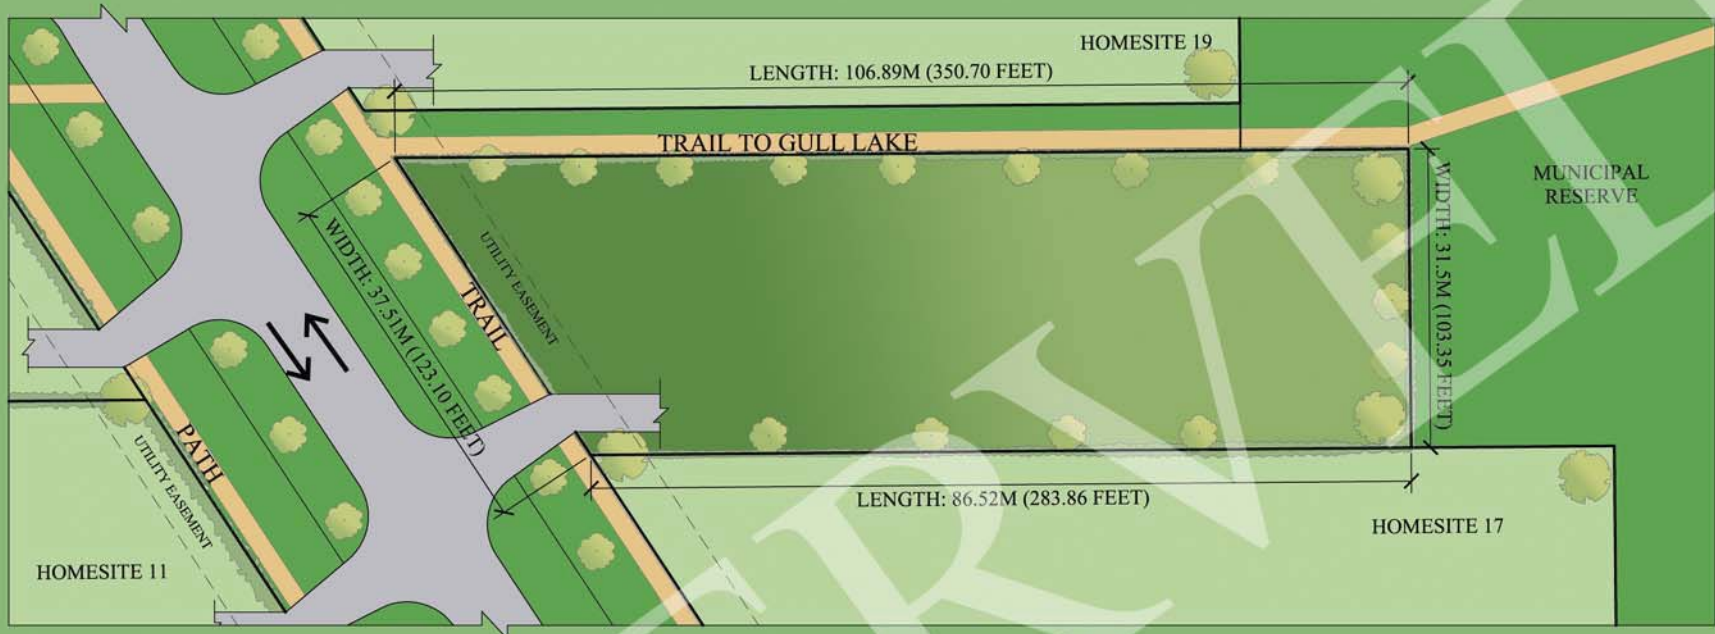 HOMESITE 19
LENGTH: 106.89M (350.70 FEET)
TRAIL TO GULL LAKE
MUNICIPAL
RESERVE
WIDTH: 31.5M (103.35 FEET)
UTILITY EASEMENT
TRAIL
WIDTH: 37.51M (123.10 FEET)
PATH
UTILITY EASEMENT
LENGTH: 86.52M (283.86 FEET)
HOMESITE 17
HOMESITE 11